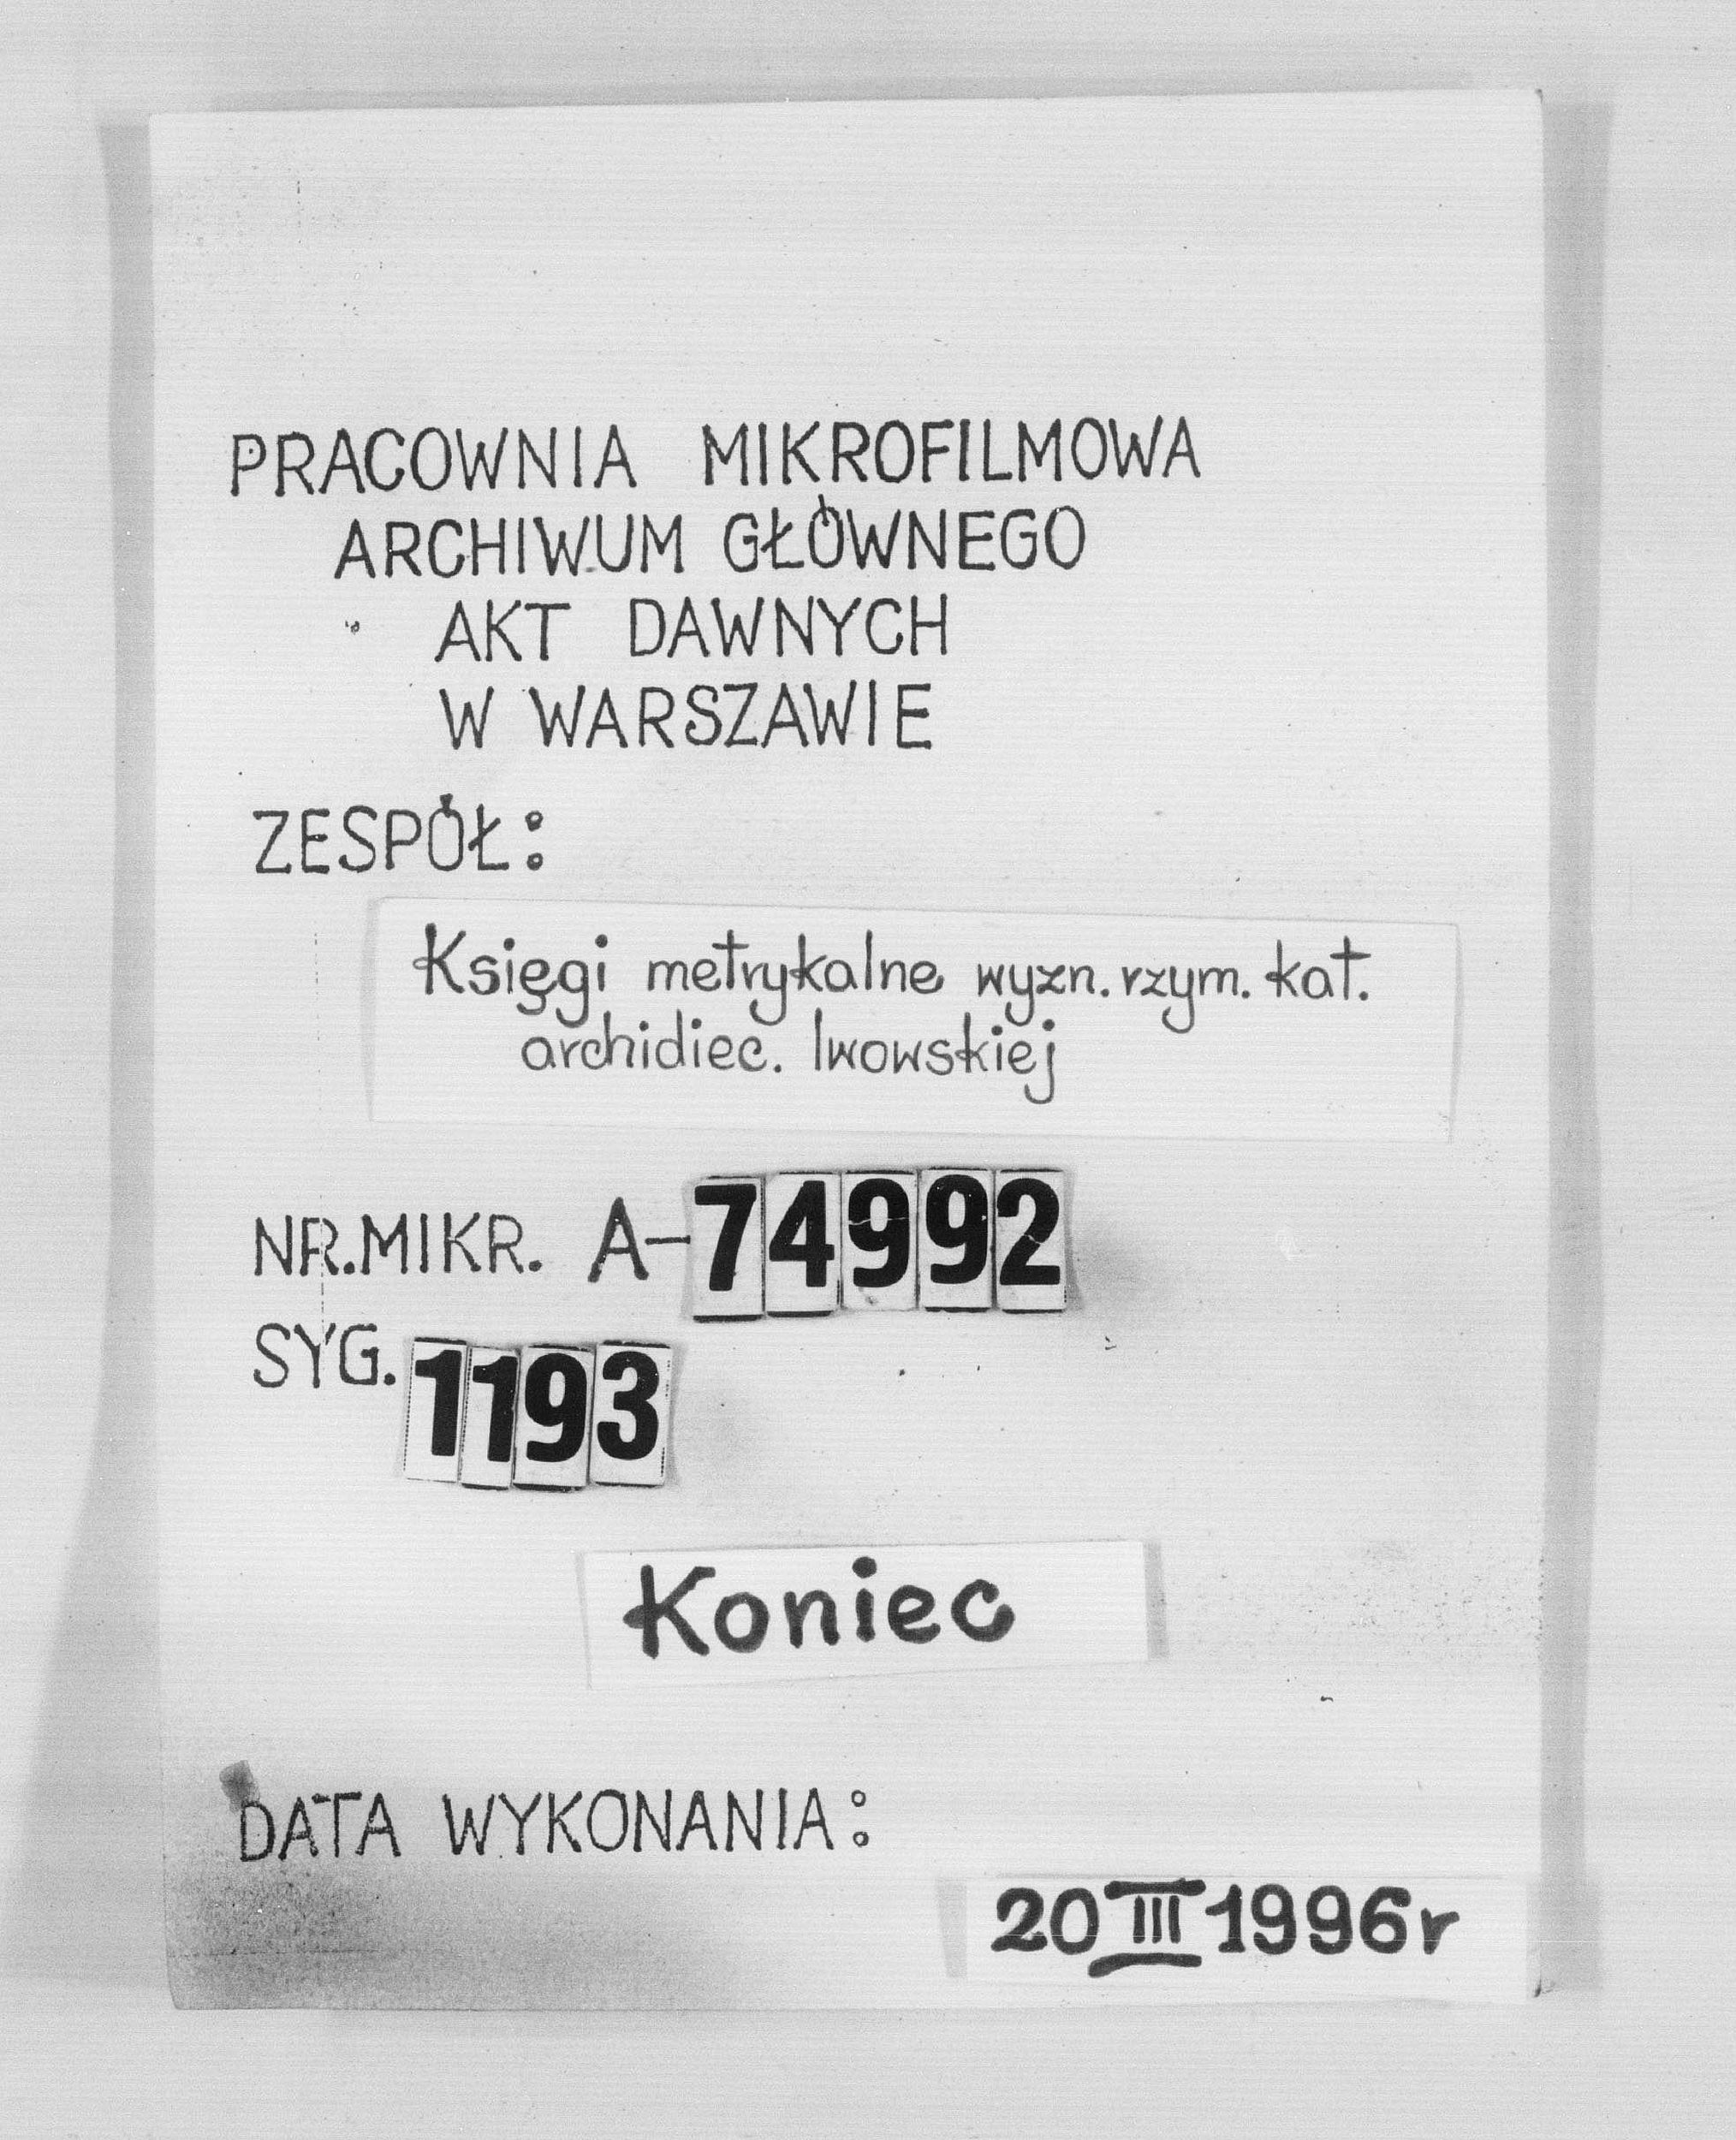 PRACOWNIA MIKROFILMOWA
ARCHIWUM GŁÓWNEGO
AKT DAWNYCH
W WARSZAWIE
ZESPÓŁ:
Księgi metrykalne wyzn. rzym. kat.
archidiec. lwowskiej
NR. MIKR. A-74992
SYG. 1193
Koniec
DATA WYKONANIA:
20 III 1996 r